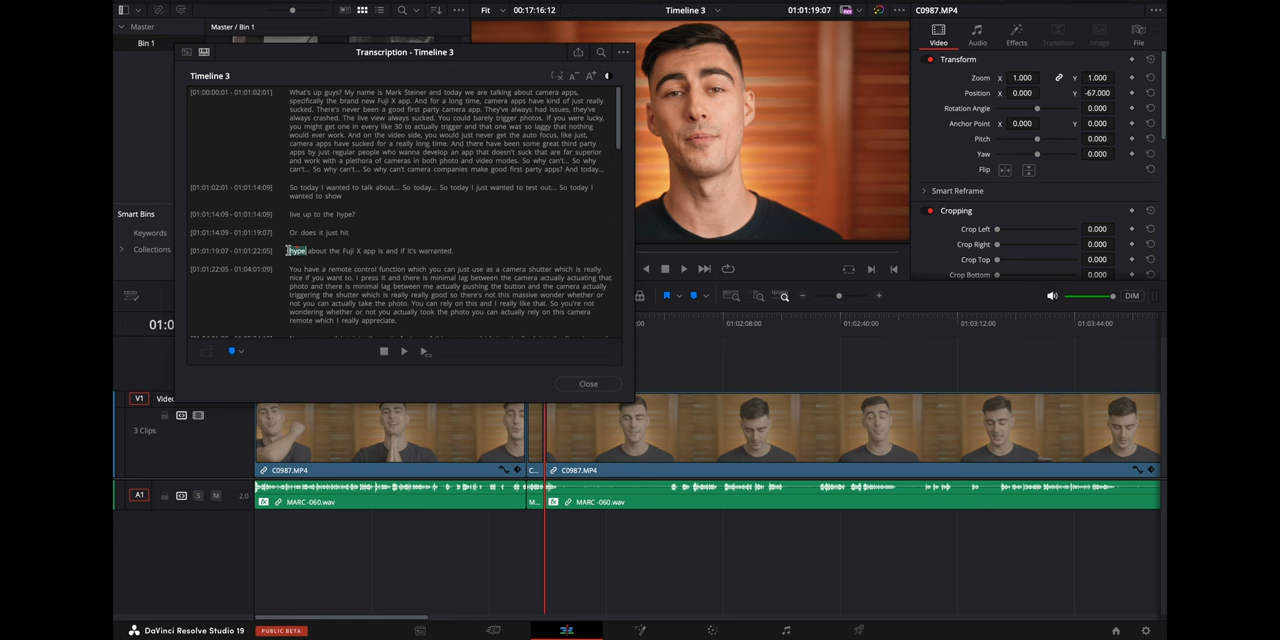 Master
Master / Bin 1
Fit
00:17:16:12
Timeline 3
01:01:19:07
C0987.MP4
Bin 1
Transcription - Timeline 3
Video
Audio
Effects
Transition
Image
File
Timeline 3
Transform
Zoom X 1.000 Y 1.000
Position X 0.000 Y -67.000
Rotation Angle 0.000
Anchor Point X 0.000 Y 0.000
Pitch 0.000
Yaw 0.000
Flip
Smart Reframe
Cropping
Crop Left 0.000
Crop Right 0.000
Crop Top 0.000
Crop Bottom 0.000
[01:00:00:01 - 01:01:02:01] What's up guys? My name is Mark Steiner and today we are talking about camera apps,
specifically the brand new Fuji X app. And for a long time, camera apps have kind of just really
sucked. There's never been a good first party camera app. They've always had issues, they've
always crashed. The live view always sucked. You could barely trigger photos. If you were lucky,
you might get one in every like 30 to actually trigger and that one was so laggy that nothing
would ever work. And on the video side, you would just never get the auto focus, like just,
camera apps have sucked for a really long time. And there have been some great third party
apps by just regular people who wanna develop an app that doesn't suck that are far superior
and work with a plethora of cameras in both photo and video modes. So why can't... So why
can't... So why can't... So why can't camera companies make good first party apps? And today...
[01:01:02:01 - 01:01:14:09] So today I wanted to talk about... So today... So today I just wanted to test out... So today I
wanted to show
[01:01:14:09 - 01:01:14:09] live up to the hype?
[01:01:14:09 - 01:01:19:07] Or does it just hit
[01:01:19:07 - 01:01:22:05] hype about the Fuji X app is and if it's warranted.
[01:01:22:05 - 01:04:01:09] You have a remote control function which you can just use as a camera shutter which is really
nice if you want to. I press it and there is minimal lag between the camera actually actuating that
photo and there is minimal lag between me actually pushing the button and the camera actually
triggering the shutter which is really really good so there's not this massive wonder whether or
not you can actually take the photo. You can rely on this and I really like that. So you're not
wondering whether or not you actually took the photo you can actually rely on this camera
remote which I really appreciate.
Smart Bins
Keywords
Collections
Close
DIM
01:0
:00
01:02:08:00
01:02:40:00
01:03:12:00
01:03:44:00
V1
Video
3 Clips
C0987.MP4
C...
C0987.MP4
A1
S
M
2.0
fx
MARC -060.wav
M...
fx
MARC -060.wav
DaVinci Resolve Studio 19
PUBLIC BETA